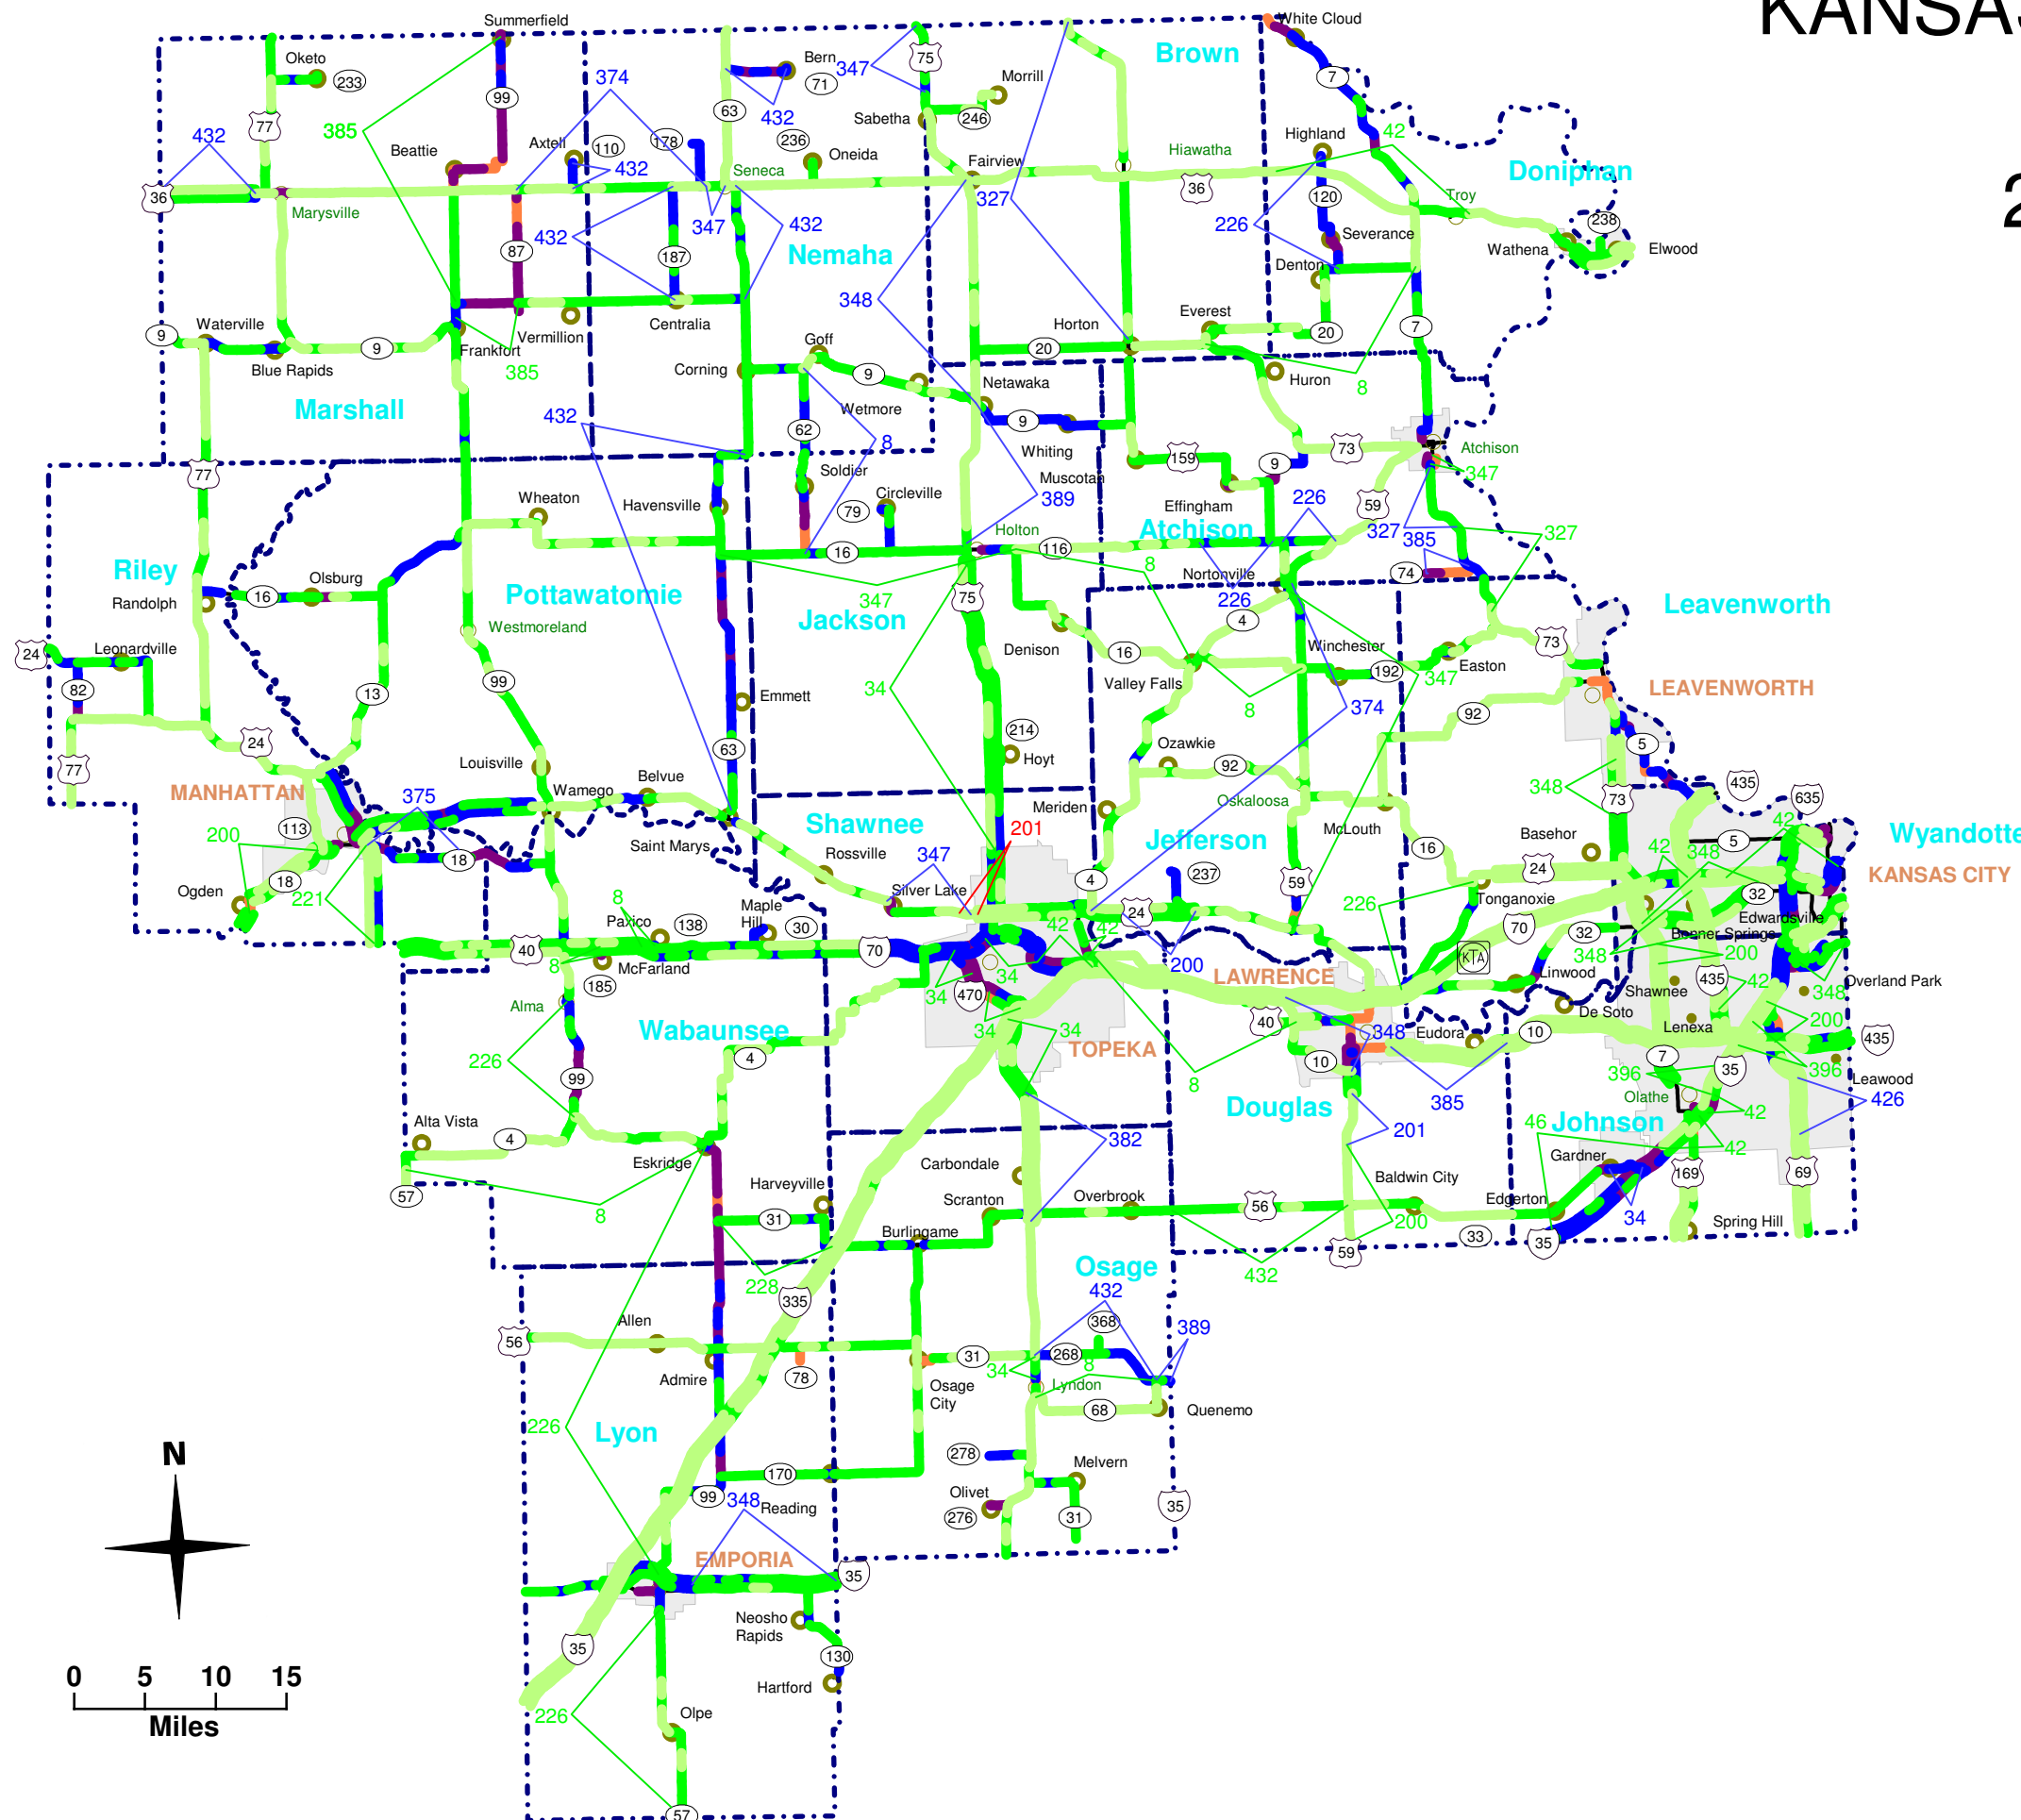 KANSAS
2
Summerfield
White Cloud
Oketo
233
99
374
Bern
71
347
75
Brown
Morrill
7
77
385
432
63
432
Sabetha
246
432
Beattie
Axtell
110
178
236
Oneida
Highland
42
432
Seneca
Fairview
Hiawatha
Doniphan
36
Marysville
327
36
120
Troy
238
87
432
347
432
226
Severance
Wathena
Elwood
187
Nemaha
Denton
348
9
Waterville
9
Vermillion
Centralia
Goff
Horton
Everest
20
7
Frankfort
Blue Rapids
385
Corning
9
20
Huron
8
Netawaka
Marshall
432
Wetmore
62
8
9
Whiting
159
73
Atchison
9
347
77
Soldier
Muscotah
Wheaton
Havensville
79
Circleville
389
Effingham
226
59
Holton
Atchison
327
327
385
16
116
Riley
Olsburg
Nortonville
74
Randolph
16
Pottawatomie
347
75
8
226
Leavenworth
Westmoreland
Jackson
4
24
Leonardville
Denison
16
Winchester
73
82
99
34
Valley Falls
192
Easton
347
13
Emmett
8
374
LEAVENWORTH
214
92
24
63
Hoyt
Ozawkie
5
77
Louisville
92
435
MANHATTAN
375
Wamego
Belvue
Meriden
Oskaloosa
348
73
635
113
Shawnee
201
Jefferson
McLouth
Basehor
42
Wyandotte
200
Saint Marys
Rossville
347
16
5
42
348
18
18
Silver Lake
4
237
59
24
KANSAS CITY
Ogden
221
8
Maple
Hill
24
226
Tonganoxie
32
Paxico
138
30
42
42
70
Edwardsville
40
70
32
Bonner Springs
8
McFarland
200
KTA
348
200
185
34
34
LAWRENCE
Linwood
435
42
Overland Park
470
Shawnee
348
Alma
De Soto
Wabaunsee
34
34
40
348
Eudora
10
Lenexa
200
435
226
4
TOPEKA
10
7
396
35
396
99
8
385
Leawood
Douglas
Olathe
42
426
Alta Vista
4
382
201
46
Johnson
42
Eskridge
Carbondale
Gardner
57
Harveyville
Scranton
Overbrook
Baldwin City
169
69
8
31
56
Edgerton
34
Burlingame
200
33
Spring Hill
59
35
228
Osage
432
335
432
Allen
368
389
56
31
268
8
34
78
Admire
Osage
City
Lyndon
68
Quenemo
226
Lyon
N
278
Melvern
170
99
348
Reading
Olivet
276
31
35
EMPORIA
35
Neosho
Rapids
35
130
0 5 10 15
Hartford
Miles
226
Olpe
57